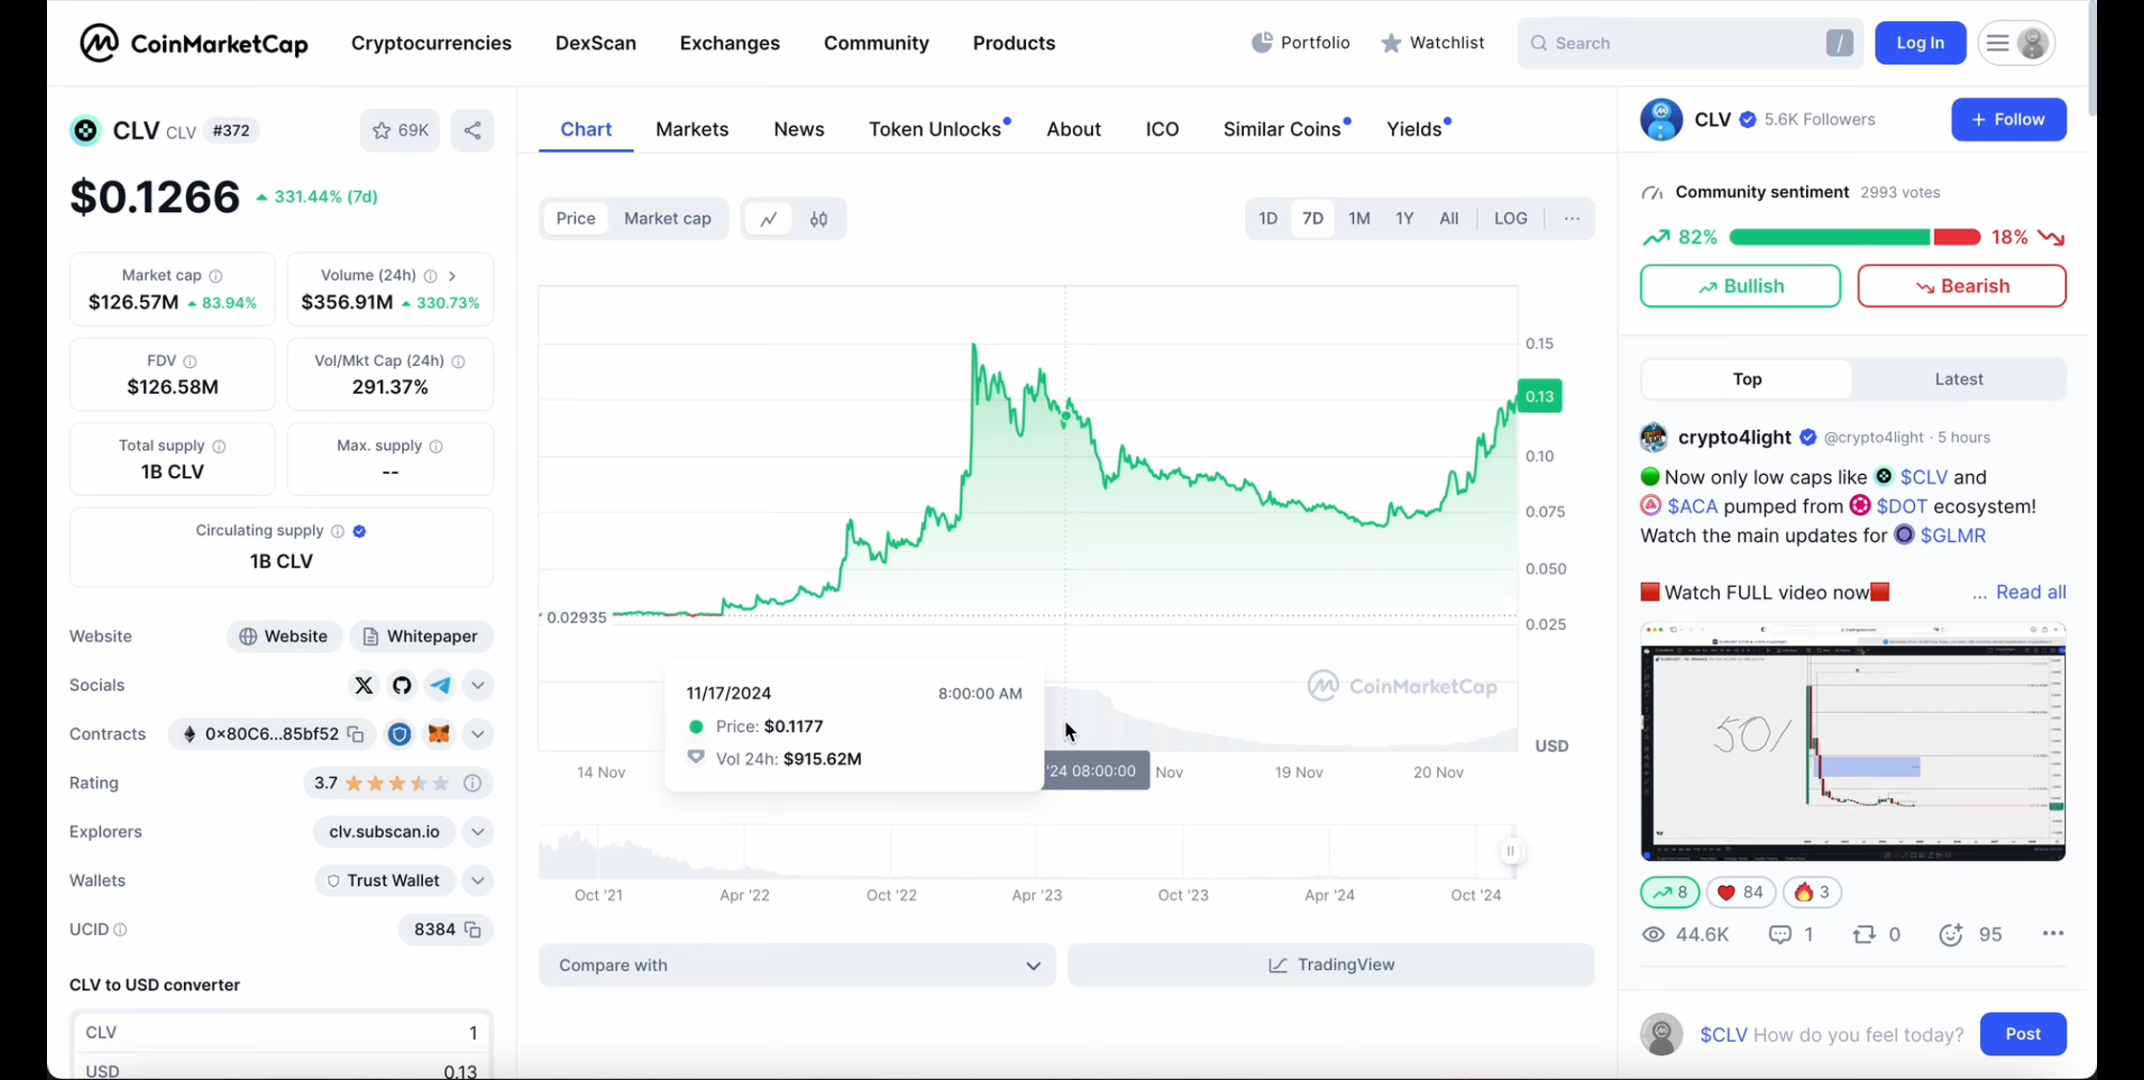 CoinMarketCap
Cryptocurrencies
DexScan
Exchanges
Community
Products
Portfolio
Watchlist
Search
/
Log In
CLV CLV #372
69K
$0.1266 331.44% (7d)
Market cap
$126.57M 83.94%
Volume (24h)
$356.91M 330.73%
FDV
$126.58M
Vol/Mkt Cap (24h)
291.37%
Total supply
1B CLV
Max. supply
--
Circulating supply
1B CLV
Website
Website
Whitepaper
Socials
Contracts
0x80C6...85bf52
Rating
3.7
Explorers
clv.subscan.io
Wallets
Trust Wallet
UCID
8384
CLV to USD converter
CLV
1
USD
0.13
Chart
Markets
News
Token Unlocks
About
ICO
Similar Coins
Yields
Price
Market cap
1D
7D
1M
1Y
All
LOG
...
0.15
0.13
0.10
0.075
0.050
0.025
0.02935
CoinMarketCap
11/17/2024
8:00:00 AM
Price: $0.1177
Vol 24h: $915.62M
USD
14 Nov
'24 08:00:00
Nov
19 Nov
20 Nov
Oct '21
Apr '22
Oct '22
Apr '23
Oct '23
Apr '24
Oct '24
Compare with
TradingView
CLV
5.6K Followers
+ Follow
Community sentiment 2993 votes
82%
18%
Bullish
Bearish
Top
Latest
crypto4light @crypto4light · 5 hours
Now only low caps like $CLV and
$ACA pumped from $DOT ecosystem!
Watch the main updates for $GLMR
Watch FULL video now
... Read all
50%
8
84
3
44.6K
1
0
95
...
$CLV How do you feel today?
Post